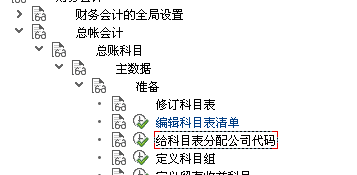 财务会计的全局设置
总帐会计
总账科目
主数据
准备
修订科目表
编辑科目表清单
给科目表分配公司代码
定义科目组